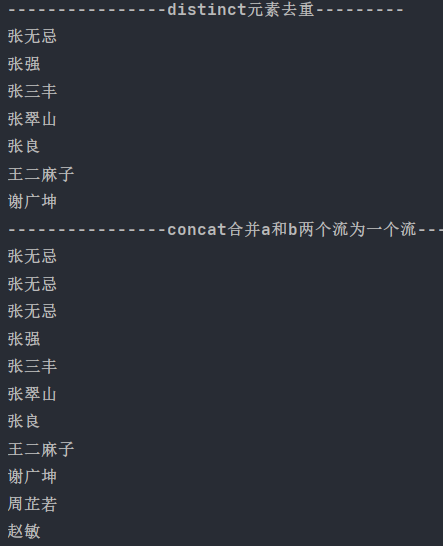 ----------------distinct元素去重---------
张无忌
张强
张三丰
张翠山
张良
王二麻子
谢广坤
----------------concat合并a和b两个流为一个流---
张无忌
张无忌
张无忌
张强
张三丰
张翠山
张良
王二麻子
谢广坤
周芷若
赵敏